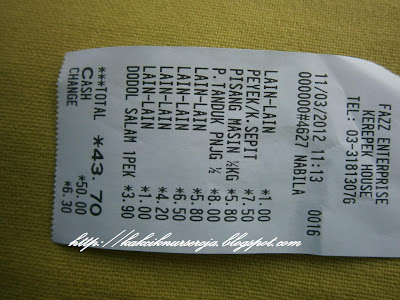 FAZZ ENTERPRISE
KEREPEK HOUSE
TEL: 03-31813076
11/03/2012 11:13 0016
000000#4627 NABILA
LAIN-LAIN *1.00
PEYEK/K.SEPIT *7.50
PISANG MASIN ½KG *5.80
P.TANDUK PNJG ½ *8.00
LAIN-LAIN *5.80
LAIN-LAIN *6.50
LAIN-LAIN *4.20
LAIN-LAIN *1.00
DODOL SALAM 1PEK *3.90
***TOTAL *43.70
CASH *50.00
CHANGE *6.30
http://kakciknurseroja.blogspot.com